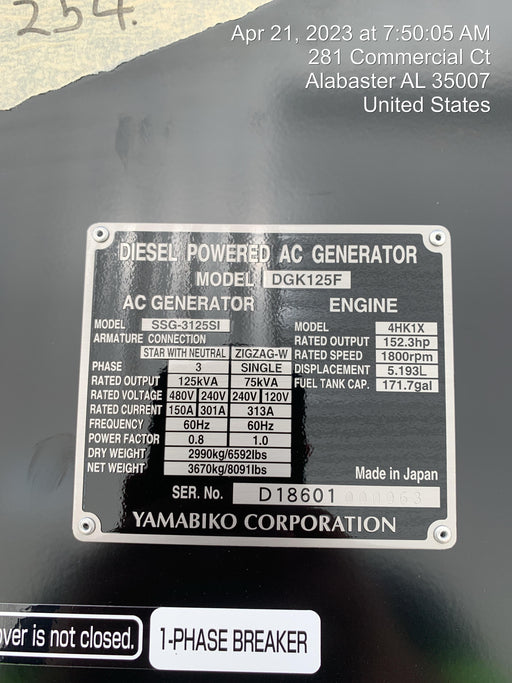 254.
Apr 21, 2023 at 7:50:05 AM
281 Commercial Ct
Alabaster AL 35007
United States
DIESEL POWERED AC GENERATOR
MODEL DGK125F
AC GENERATOR ENGINE
MODEL SSG-3125SI MODEL 4HK1X
ARMATURE CONNECTION RATED OUTPUT 152.3hp
STAR WITH NEUTRAL ZIGZAG-W RATED SPEED 1800rpm
PHASE 3 SINGLE DISPLACEMENT 5.193L
RATED OUTPUT 125kVA 75kVA FUEL TANK CAP. 171.7gal
RATED VOLTAGE 480V 240V 240V 120V
RATED CURRENT 150A 301A 313A
FREQUENCY 60Hz 60Hz
POWER FACTOR 0.8 1.0
DRY WEIGHT 2990kg/6592lbs
NET WEIGHT 3670kg/8091lbs
Made in Japan
SER. No. D18601 000063
YAMABIKO CORPORATION
over is not closed.
1-PHASE BREAKER